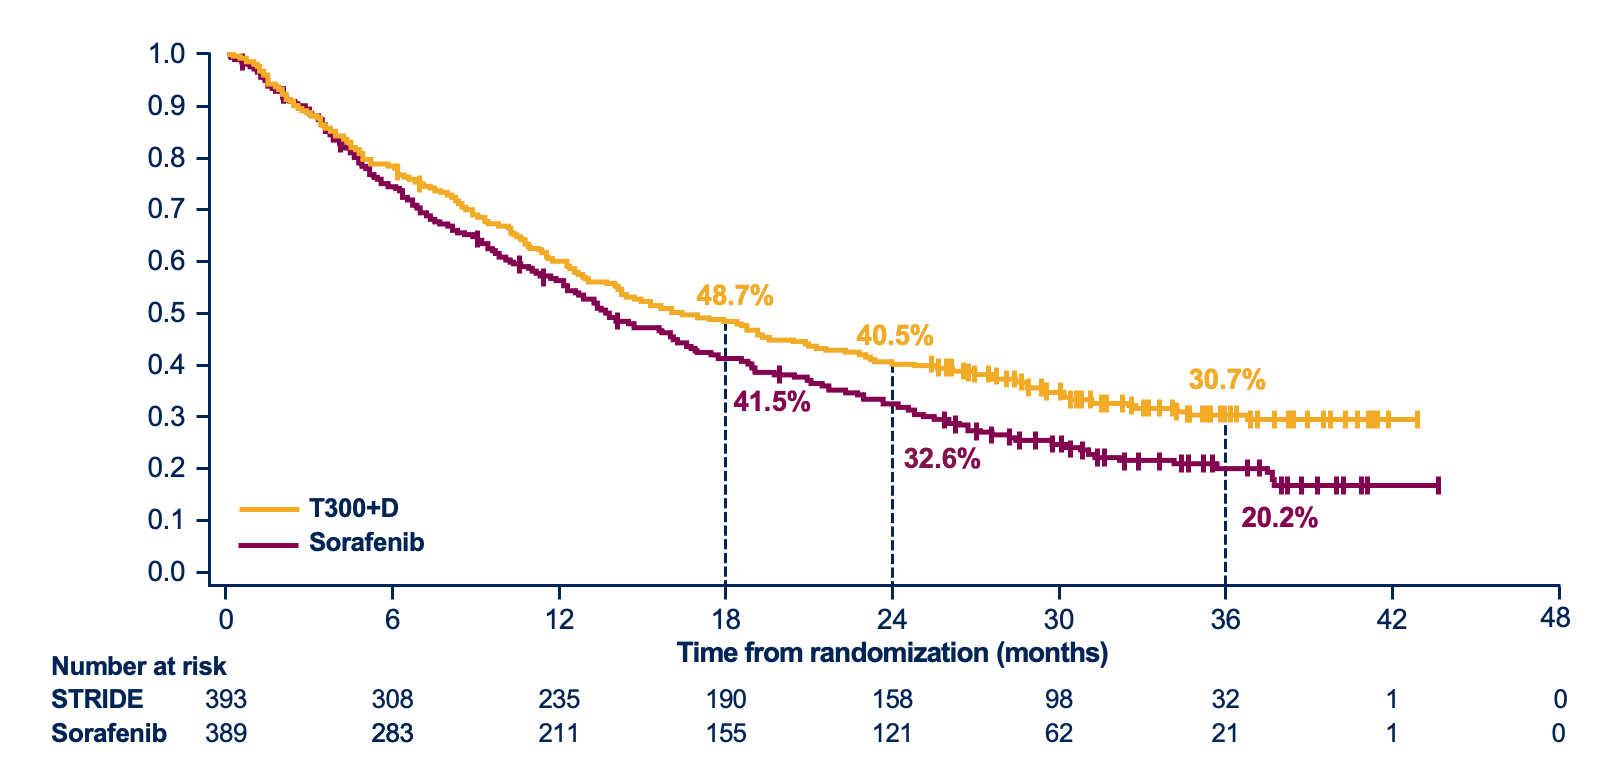 1.0
0.9
0.8
0.7
0.6
0.5
0.4
0.3
0.2
0.1
0.0
48.7%
40.5%
30.7%
41.5%
32.6%
20.2%
T300+D
Sorafenib
0 6 12 18 24 30 36 42 48
Time from randomization (months)
Number at risk
STRIDE 393 308 235 190 158 98 32 1 0
Sorafenib 389 283 211 155 121 62 21 1 0